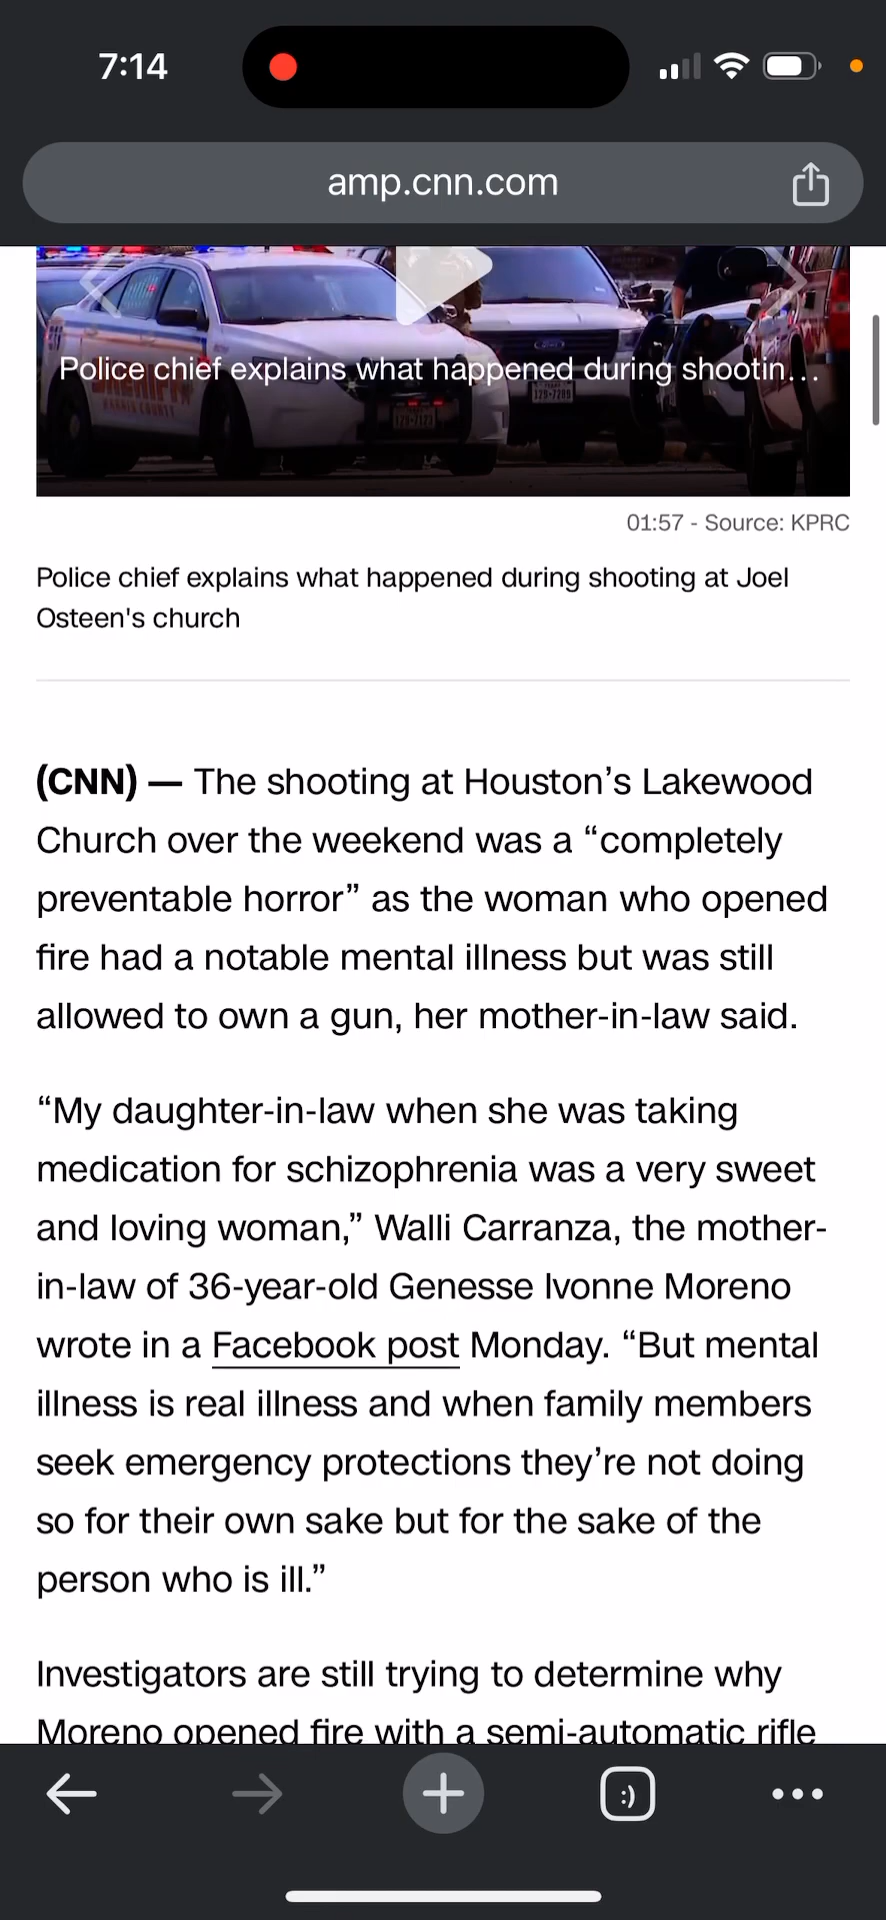 7:14
amp.cnn.com
Police chief explains what happened during shootin...
01:57 - Source: KPRC
Police chief explains what happened during shooting at Joel
Osteen's church
(CNN) — The shooting at Houston’s Lakewood
Church over the weekend was a “completely
preventable horror” as the woman who opened
fire had a notable mental illness but was still
allowed to own a gun, her mother-in-law said.
“My daughter-in-law when she was taking
medication for schizophrenia was a very sweet
and loving woman,” Walli Carranza, the mother-
in-law of 36-year-old Genesse Ivonne Moreno
wrote in a Facebook post Monday. “But mental
illness is real illness and when family members
seek emergency protections they’re not doing
so for their own sake but for the sake of the
person who is ill.”
Investigators are still trying to determine why
Moreno opened fire with a semi-automatic rifle
:)